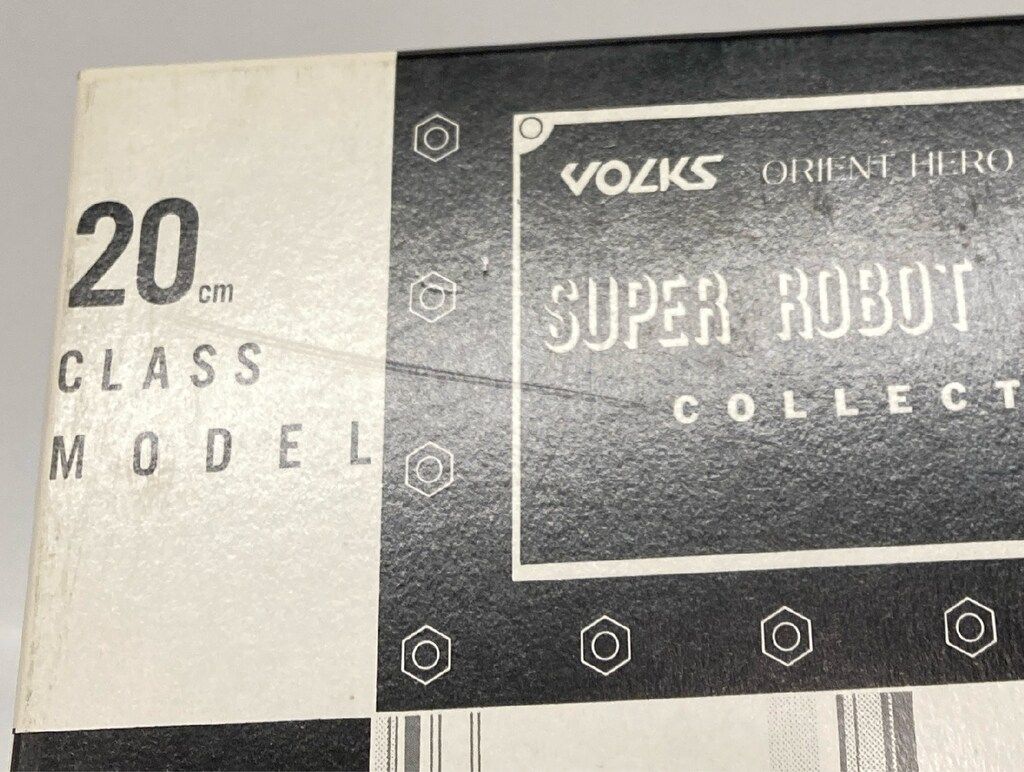 20cm
CLASS
MODEL
VOLKS ORIENT HERO
SUPER ROBOT
COLLECT